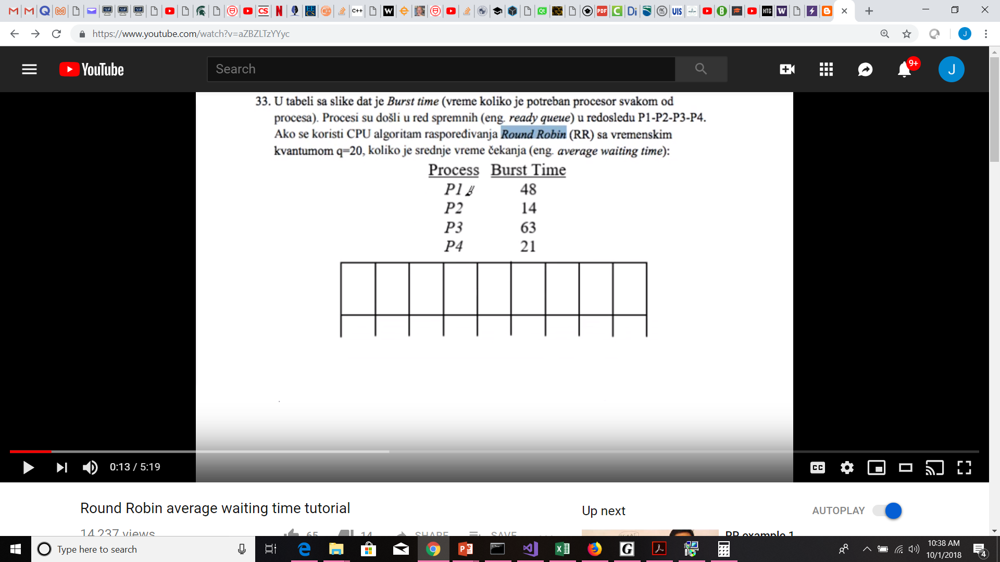 https://www.youtube.com/watch?v=aZBZLTzYYyc
J
YouTube
Search
9+
J
33. U tabeli sa slike dat je Burst time (vreme koliko je potreban procesor svakom od
procesa). Procesi su došli u red spremnih (eng. ready queue) u redosledu P1-P2-P3-P4.
Ako se koristi CPU algoritam raspoređivanja Round Robin (RR) sa vremenskim
kvantumom q=20, koliko je srednje vreme čekanja (eng. average waiting time):
Process Burst Time
P1 48
P2 14
P3 63
P4 21
0:13 / 5:19
CC
Round Robin average waiting time tutorial
Up next
AUTOPLAY
14,237 views
65
14
SHARE
SAVE
RR example 1
Type here to search
10:38 AM
10/1/2018
4